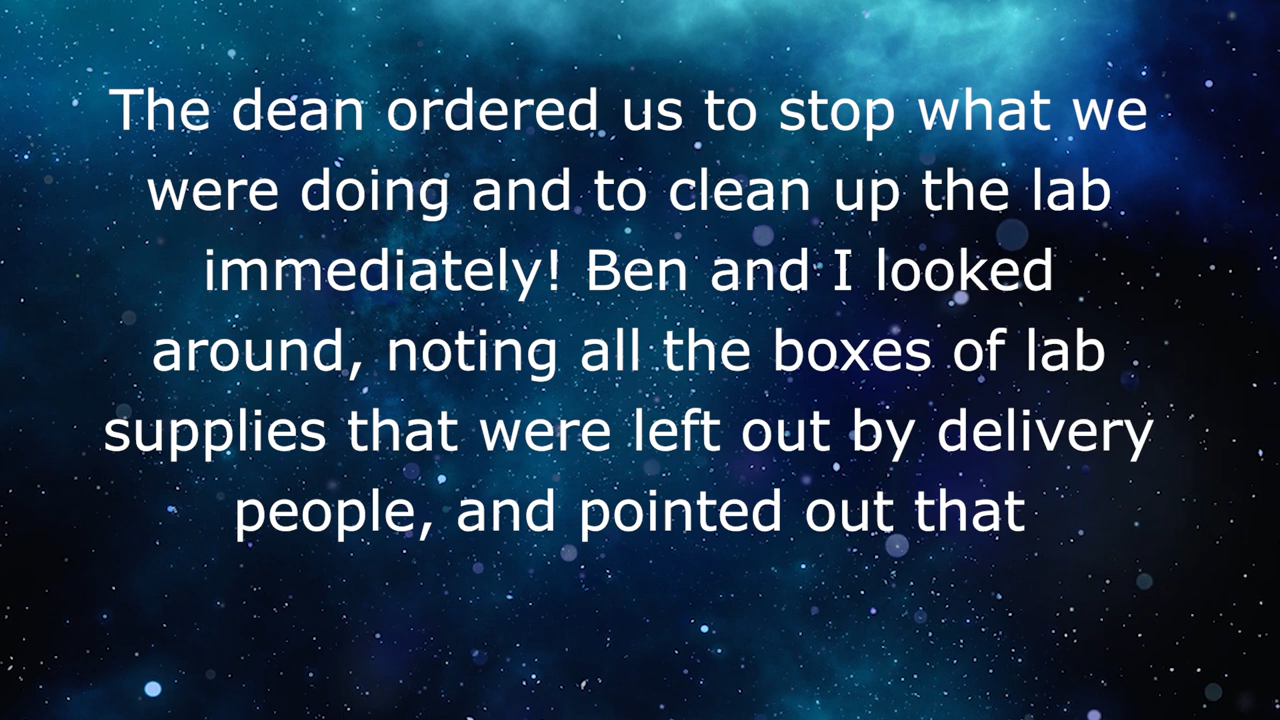 The dean ordered us to stop what we
were doing and to clean up the lab
immediately! Ben and I looked
around, noting all the boxes of lab
supplies that were left out by delivery
people, and pointed out that